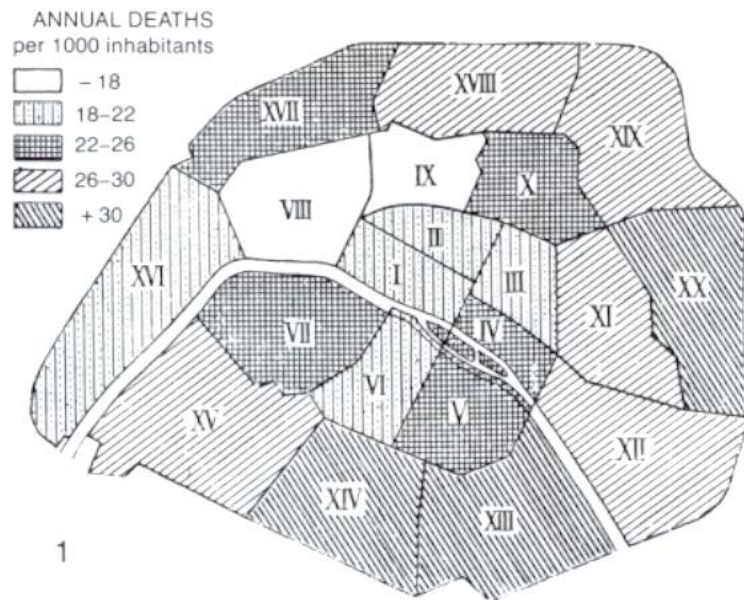 ANNUAL DEATHS
per 1000 inhabitants
– 18
18–22
22–26
26–30
+ 30
XVIII
XVII
XIX
IX
X
VIII
II
XVI
I
III
XX
IV
XI
VII
VI
V
XV
XII
XIV
XIII
1